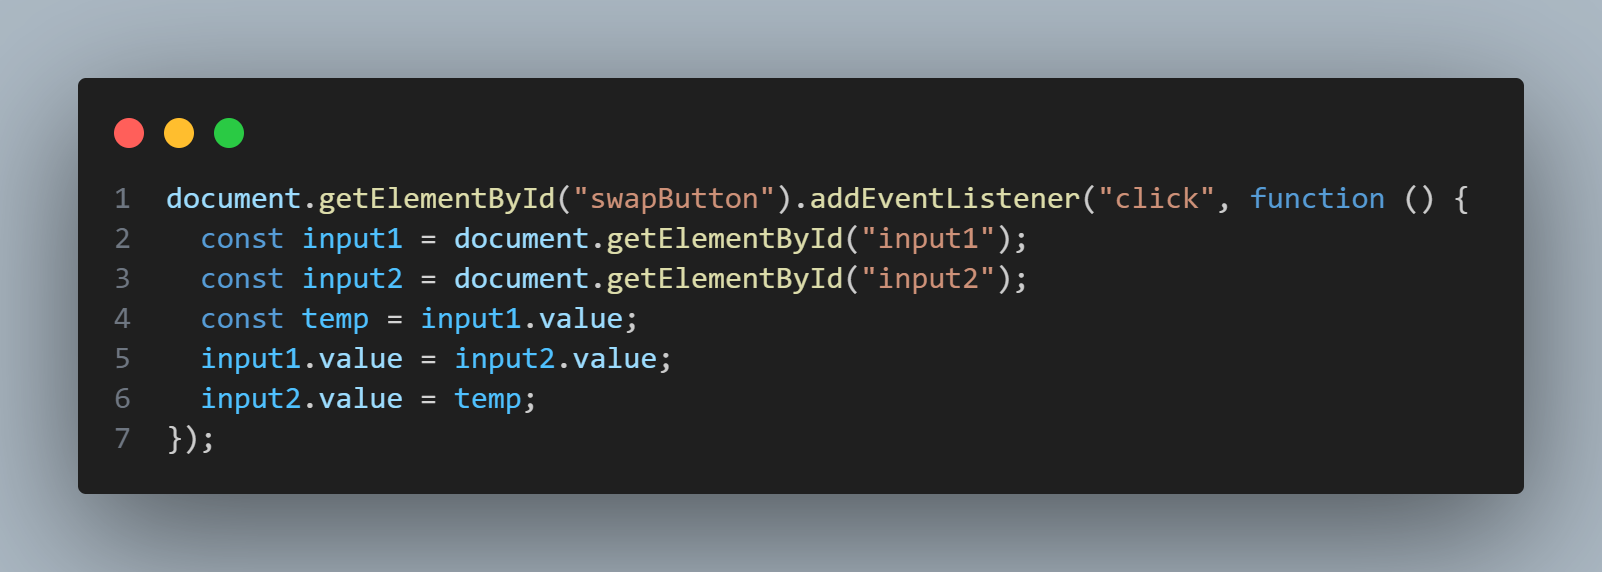 1 document.getElementById("swapButton").addEventListener("click", function () {
2   const input1 = document.getElementById("input1");
3   const input2 = document.getElementById("input2");
4   const temp = input1.value;
5   input1.value = input2.value;
6   input2.value = temp;
7 });